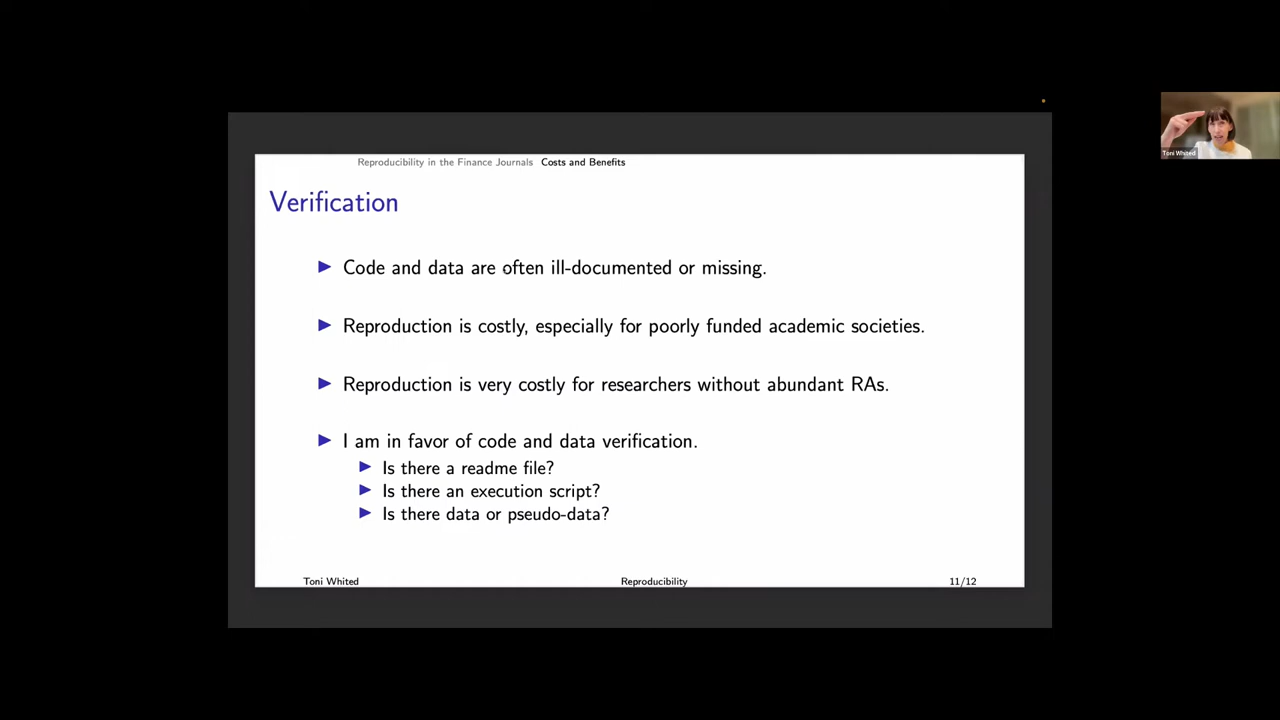 Reproducibility in the Finance Journals Costs and Benefits
Verification
Code and data are often ill-documented or missing.
Reproduction is costly, especially for poorly funded academic societies.
Reproduction is very costly for researchers without abundant RAs.
I am in favor of code and data verification.
Is there a readme file?
Is there an execution script?
Is there data or pseudo-data?
Toni Whited Reproducibility 11/12
Toni Whited